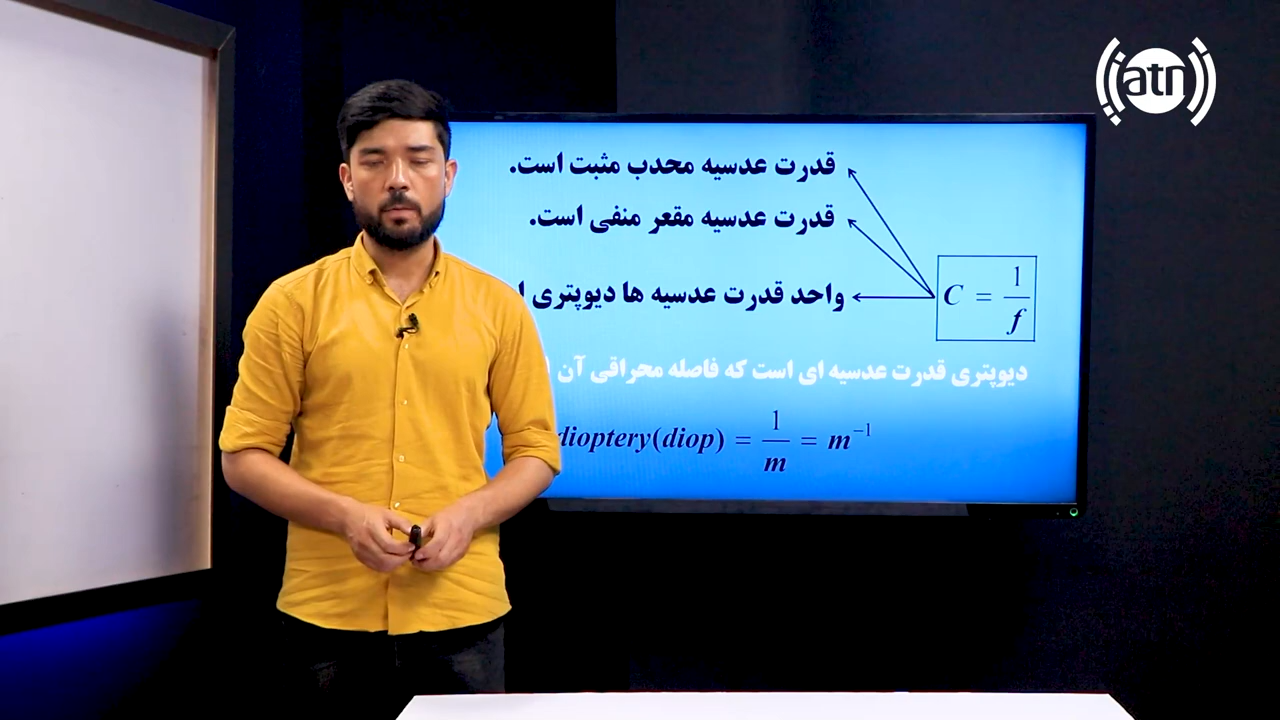 atn
قدرت عدسیه محدب مثبت است.
قدرت عدسیه مقعر منفی است.
C = 1/f
واحد قدرت عدسیه ها دیوپتری
دیوپتری قدرت عدسیه ای است که فاصله محراقی آن
dioptery(diop) = 1/m = m⁻¹